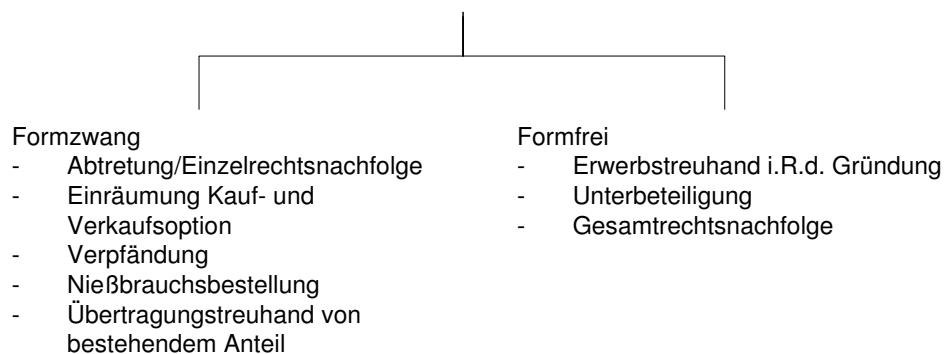 Formzwang
- Abtretung/Einzelrechtsnachfolge
- Einräumung Kauf- und
Verkaufsoption
- Verpfändung
- Nießbrauchsbestellung
- Übertragungstreuhand von
bestehendem Anteil
Formfrei
- Erwerbstreuhand i.R.d. Gründung
- Unterbeteiligung
- Gesamtrechtsnachfolge